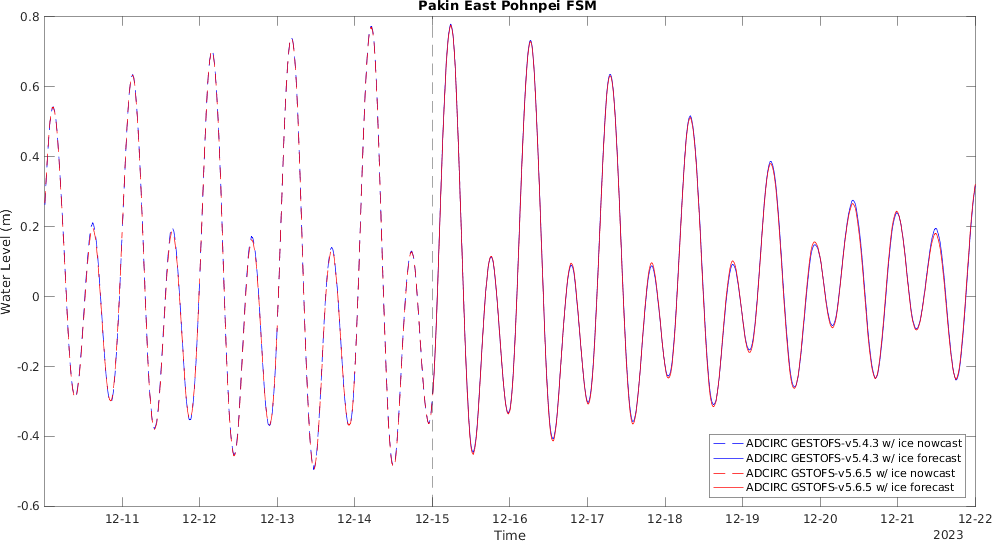 Pakin East Pohnpei FSM
0.8
0.6
0.4
0.2
0
-0.2
-0.4
-0.6
Water Level (m)
12-11 12-12 12-13 12-14 12-15 12-16 12-17 12-18 12-19 12-20 12-21 12-22
Time
2023
ADCIRC GESTOFS-v5.4.3 w/ ice nowcast
ADCIRC GESTOFS-v5.4.3 w/ ice forecast
ADCIRC GSTOFS-v5.6.5 w/ ice nowcast
ADCIRC GSTOFS-v5.6.5 w/ ice forecast